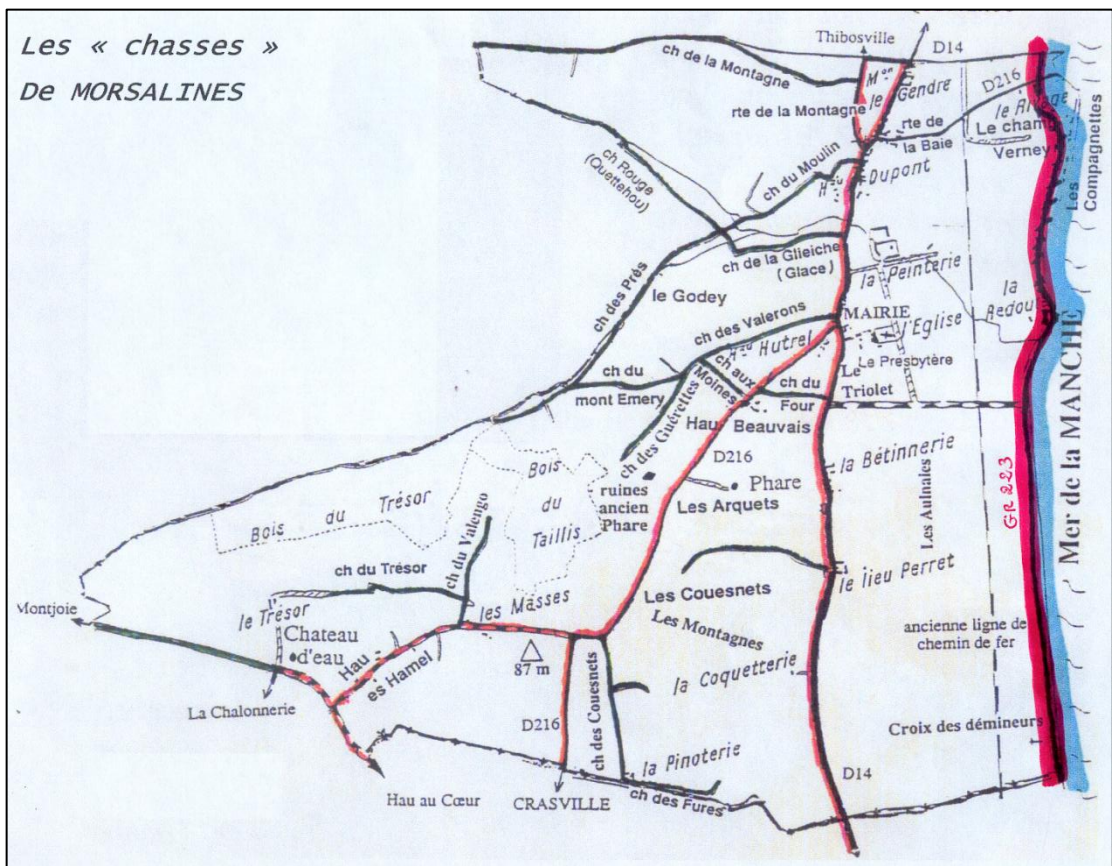 Les « chasses »
De MORSALINES
Thibosville
D14
ch de la Montagne
Mon
le Gendre
D216
rte de la Montagne
rte de
la Baie
le Rivage
Le champ
Verney
Les
Compagnettes
ch Rouge
(Quettehou)
ch du Moulin
Hau Dupont
ch de la Glieiche
(Glace)
la Peinterie
ch des Prés
le Godey
la
Redou
MAIRIE
ch des Valerons
l'Eglise
Hau Hutrel
Le Presbytère
ch du
mont Emery
ch aux
Moines
ch du
Four
Le
Triolet
ch des Guérettes
Hau
Beauvais
D216
la Bétinnerie
Bois
du
Taillis
ruines
ancien
Phare
Phare
Les Arquets
Les Aulnaies
GR 223
Mer de la MANCHE
Bois du Trésor
ch du Valengo
ch du Trésor
le lieu Perret
Les Couesnets
les Masses
Montjoie
le Trésor
Chateau
d'eau
Les Montagnes
ancienne ligne de
chemin de fer
Hau
es Hamel
87 m
la Coquetterie
La Chalonnerie
D216
ch des Couesnets
Croix des démineurs
la Pinoterie
D14
Hau au Cœur
CRASVILLE
ch des Fures